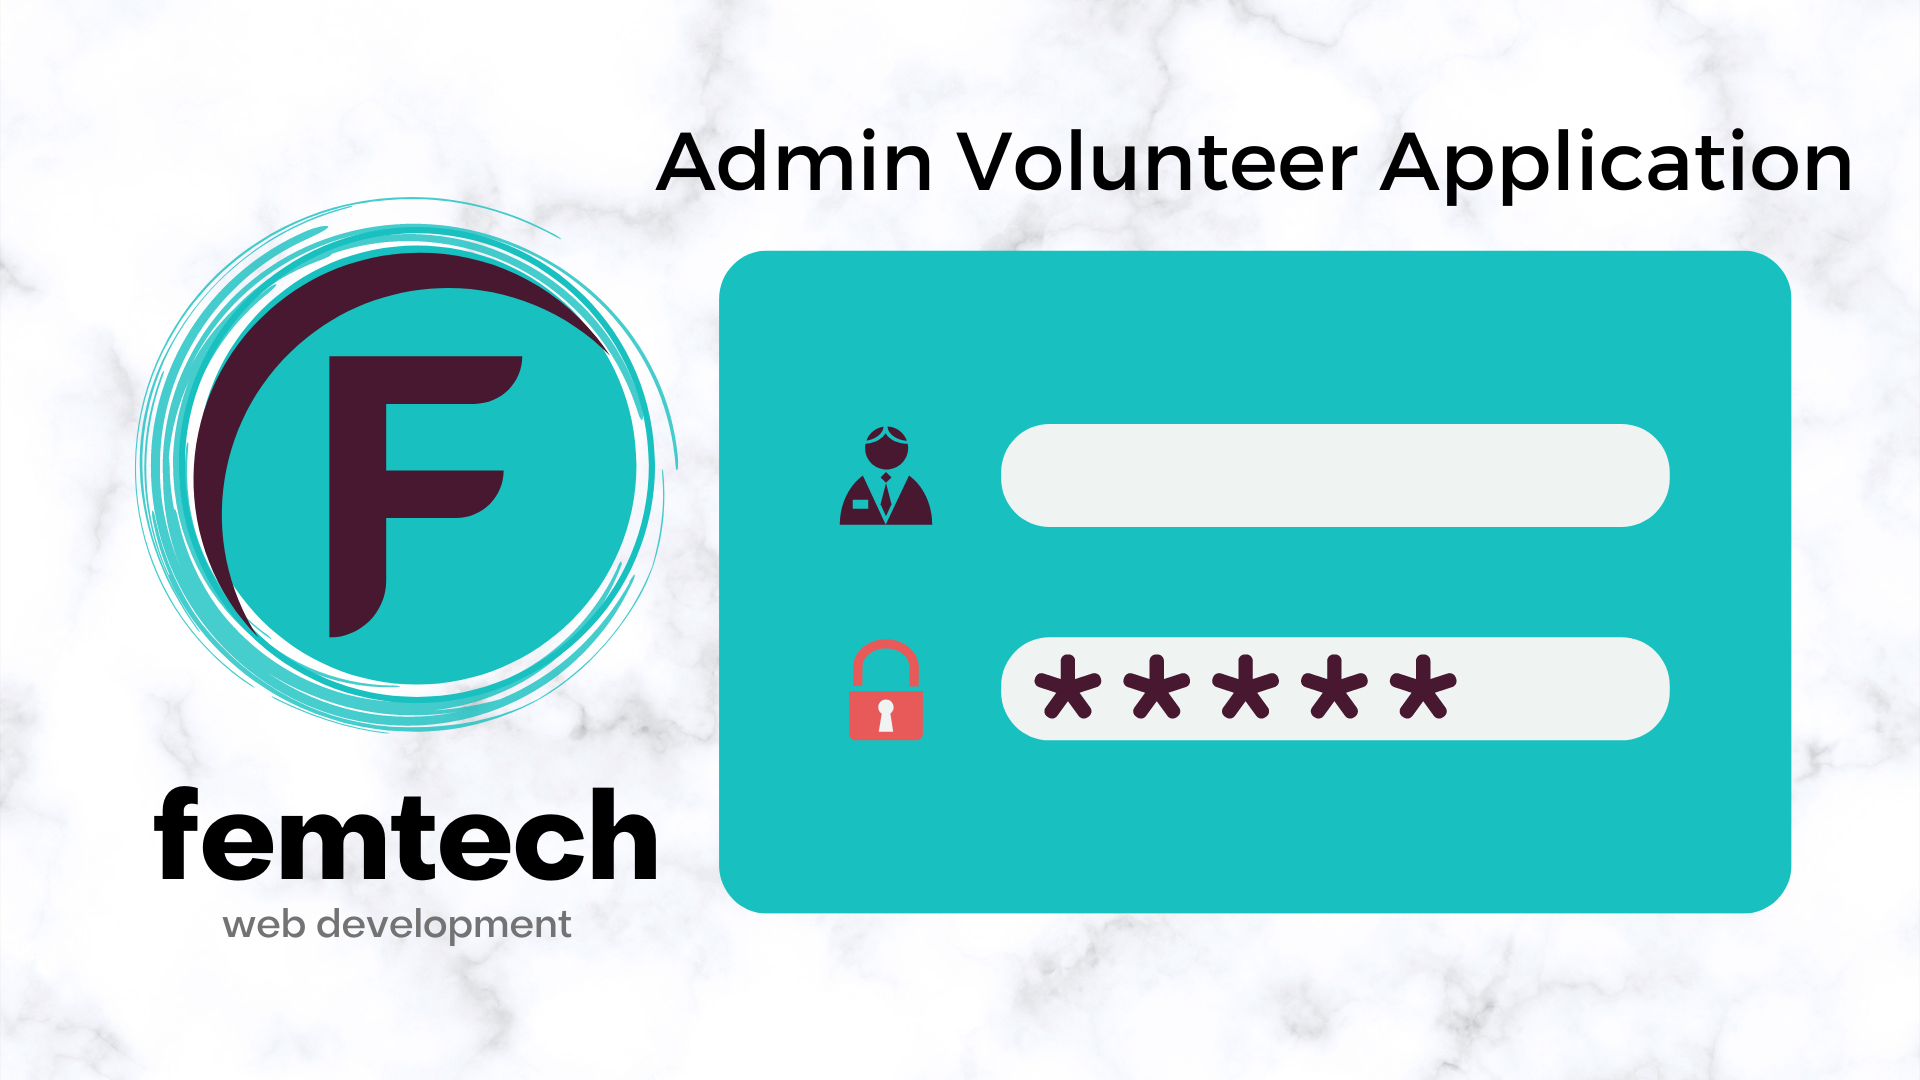 Admin Volunteer Application
F
*****
femtech
web development